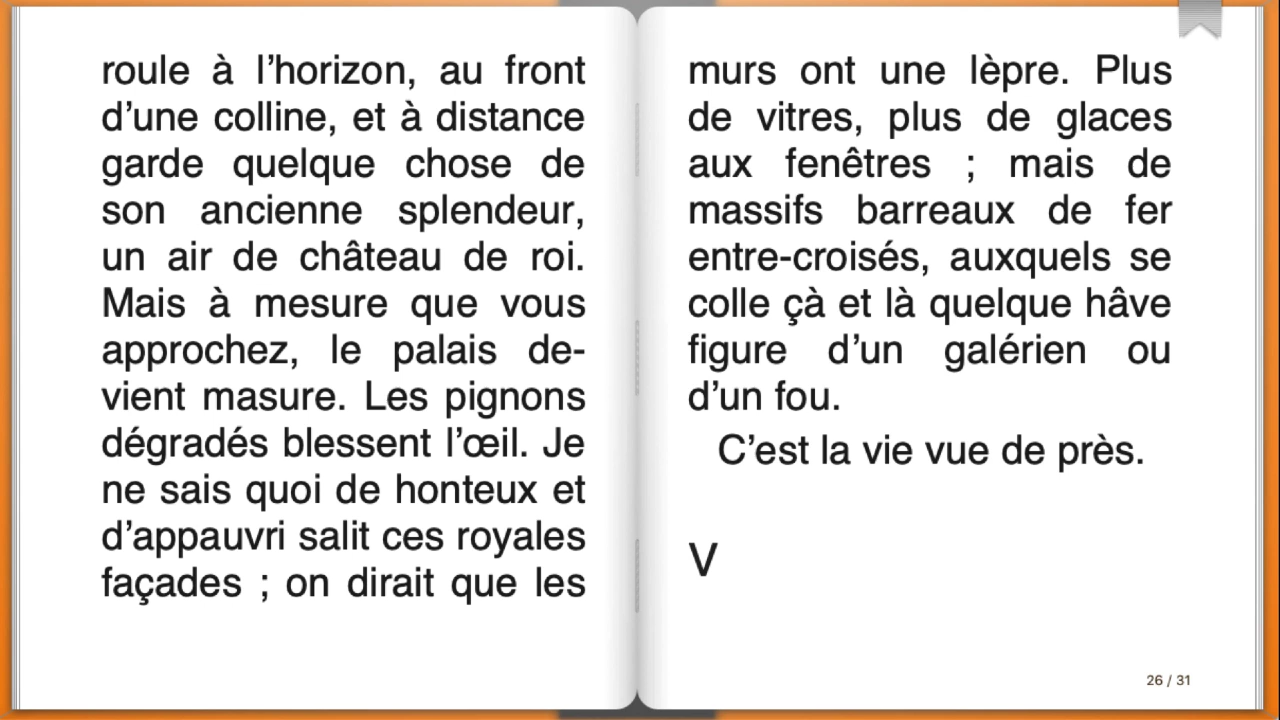 roule à l’horizon, au front
d’une colline, et à distance
garde quelque chose de
son ancienne splendeur,
un air de château de roi.
Mais à mesure que vous
approchez, le palais de-
vient masure. Les pignons
dégradés blessent l’œil. Je
ne sais quoi de honteux et
d’appauvri salit ces royales
façades ; on dirait que les
murs ont une lèpre. Plus
de vitres, plus de glaces
aux fenêtres ; mais de
massifs barreaux de fer
entre-croisés, auxquels se
colle çà et là quelque hâve
figure d’un galérien ou
d’un fou.
C’est la vie vue de près.
V
26 / 31